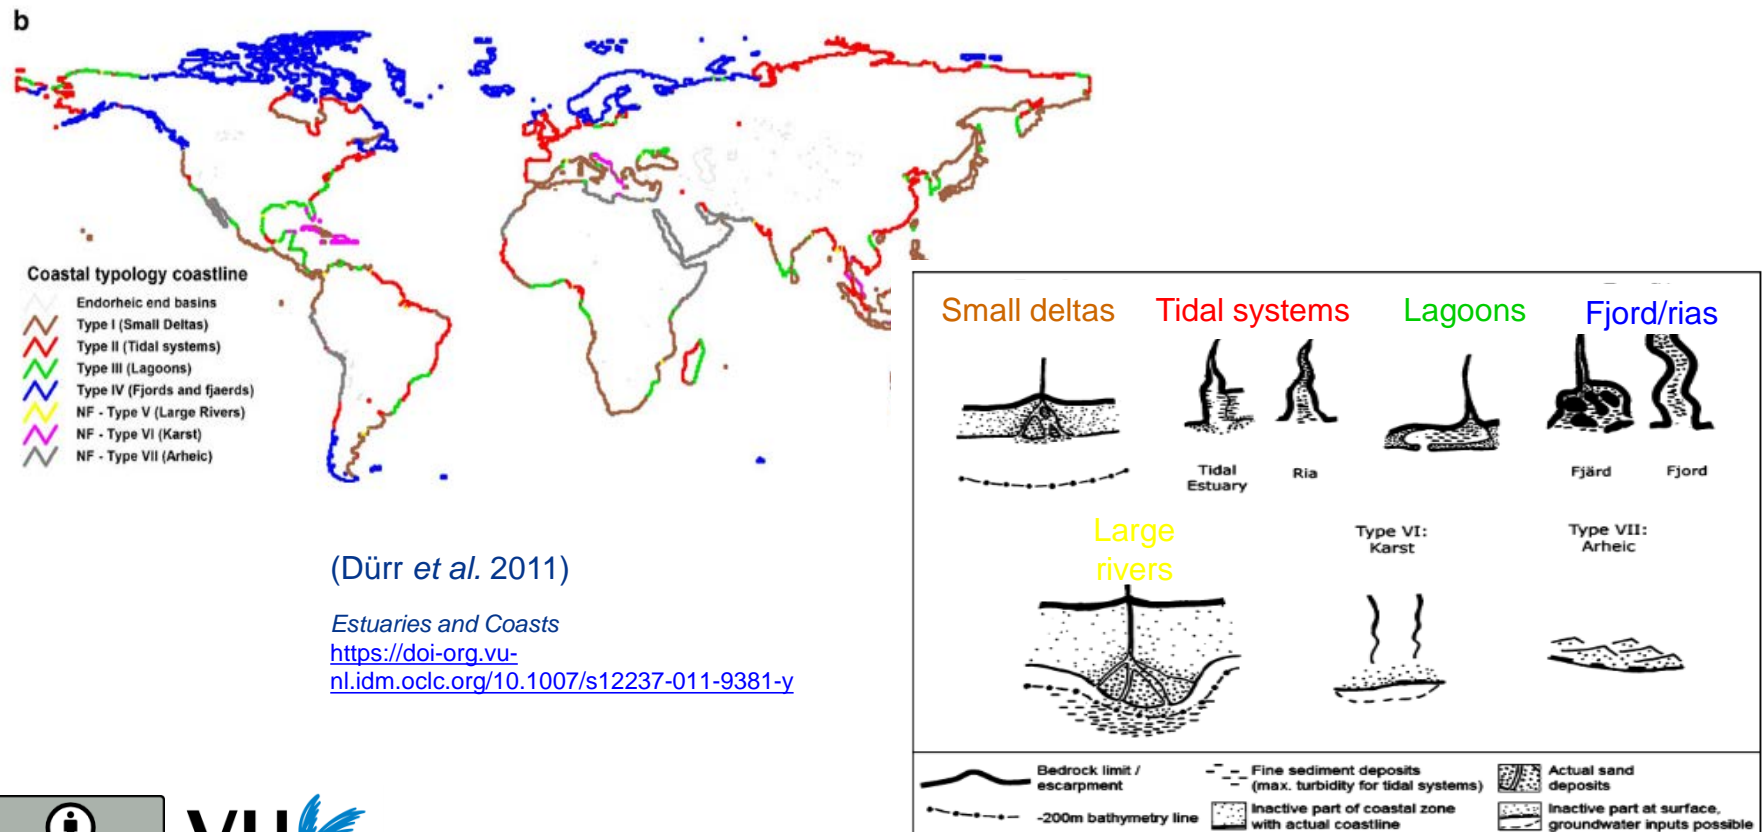 b
Coastal typology coastline
Endorheic end basins
Type I (Small Deltas)
Type II (Tidal systems)
Type III (Lagoons)
Type IV (Fjords and fjaerds)
NF - Type V (Large Rivers)
NF - Type VI (Karst)
NF - Type VII (Arheic)
(Dürr et al. 2011)
Estuaries and Coasts
https://doi-org.vu-
nl.idm.oclc.org/10.1007/s12237-011-9381-y
Small deltas Tidal systems Lagoons Fjord/rias
Tidal
Estuary
Ria
Fjärd
Fjord
Large
rivers
Type VI:
Karst
Type VII:
Arheic
Bedrock limit /
escarpment
-200m bathymetry line
Fine sediment deposits
(max. turbidity for tidal systems)
Inactive part of coastal zone
with actual coastline
Actual sand
deposits
Inactive part at surface,
groundwater inputs possible
VU